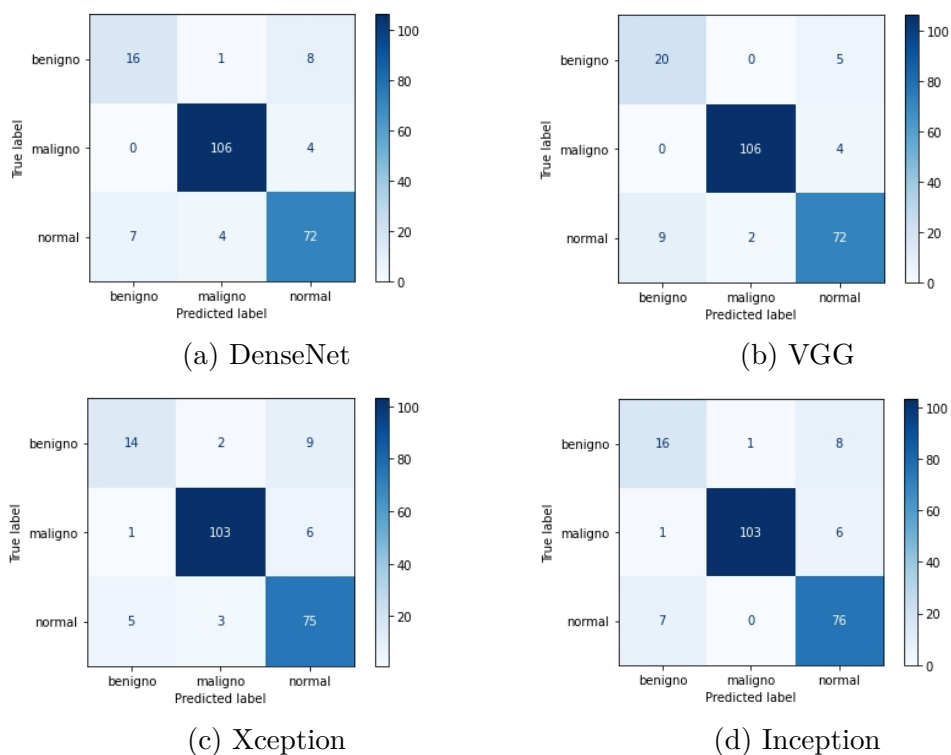 benigno 16 1 8
maligno 0 106 4
normal 7 4 72
benigno maligno normal
Predicted label
True label
100
80
60
40
20
0
(a) DenseNet
benigno 20 0 5
maligno 0 106 4
normal 9 2 72
benigno maligno normal
Predicted label
True label
100
80
60
40
20
0
(b) VGG
benigno 14 2 9
maligno 1 103 6
normal 5 3 75
benigno maligno normal
Predicted label
True label
100
80
60
40
20
(c) Xception
benigno 16 1 8
maligno 1 103 6
normal 7 0 76
benigno maligno normal
Predicted label
True label
100
80
60
40
20
0
(d) Inception